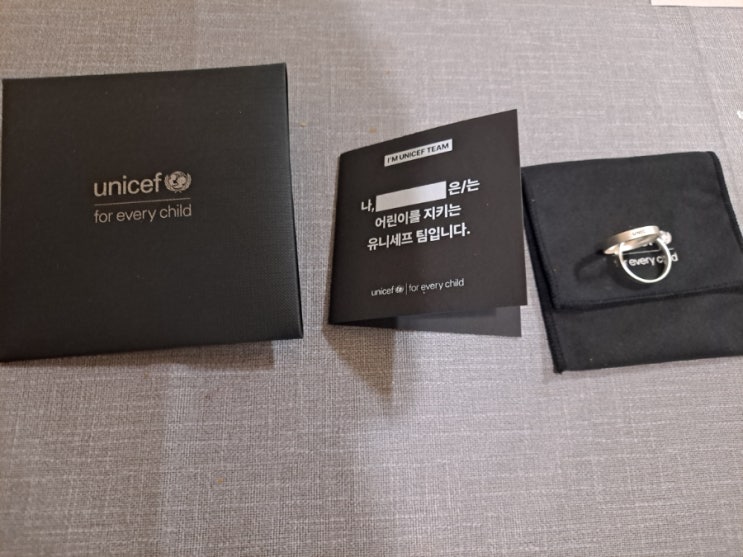 unicef
for every child
I'M UNICEF TEAM
나, 은/는
어린이를 지키는
유니세프 팀입니다.
unicef | for every child
for every child